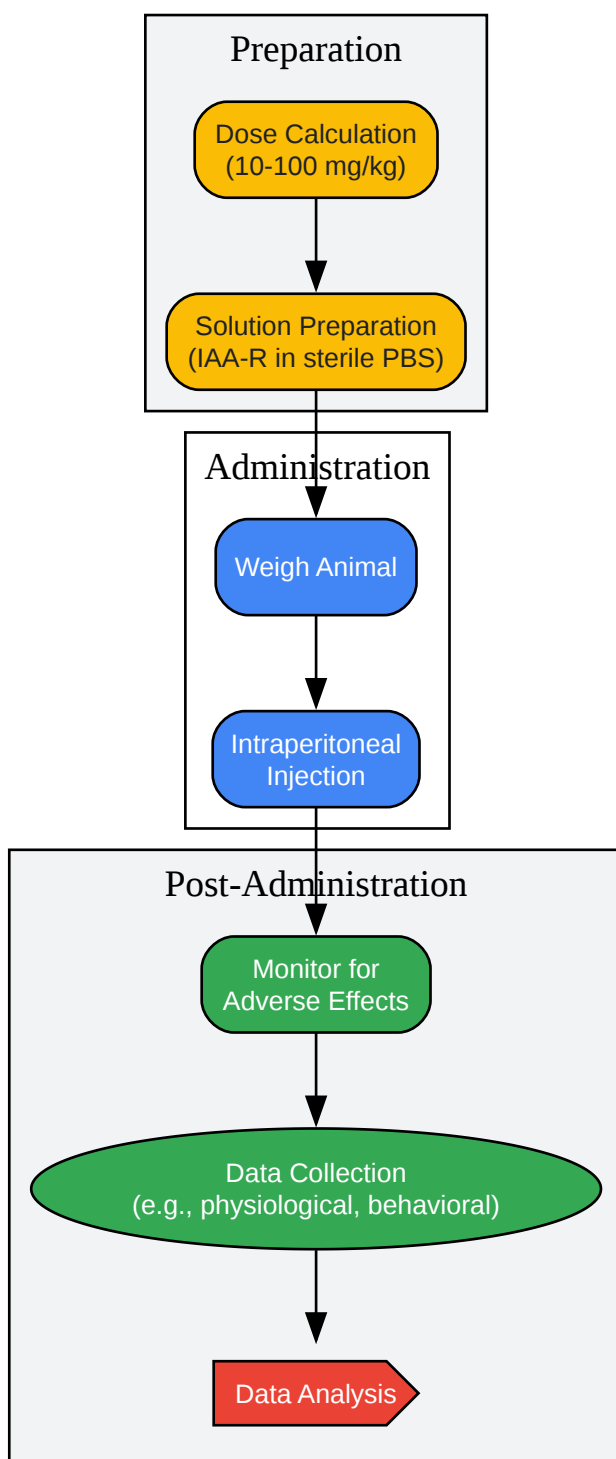 Preparation
Dose Calculation
(10-100 mg/kg)
Solution Preparation
(IAA-R in sterile PBS)
Administration
Weigh Animal
Intraperitoneal
Injection
Post-Administration
Monitor for
Adverse Effects
Data Collection
(e.g., physiological, behavioral)
Data Analysis